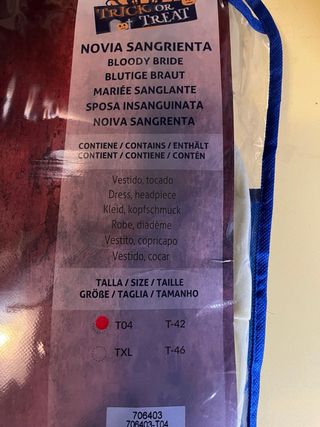 TRICK OR
TREAT
NOVIA SANGRIENTA
BLOODY BRIDE
BLUTIGE BRAUT
MARIÉE SANGLANTE
SPOSA INSANGUINATA
NOIVA SANGRENTA
CONTIENE / CONTAINS / ENTHÄLT
CONTIENT / CONTIENE / CONTÉN
Vestido, tocado
Dress, headpiece
Kleid, kopfschmuck
Robe, diadème
Vestito, copricapo
Vestido, cocar
TALLA / SIZE / TAILLE
GRÖßE / TAGLIA / TAMANHO
T04 T-42
TXL T-46
706403
706403-T04